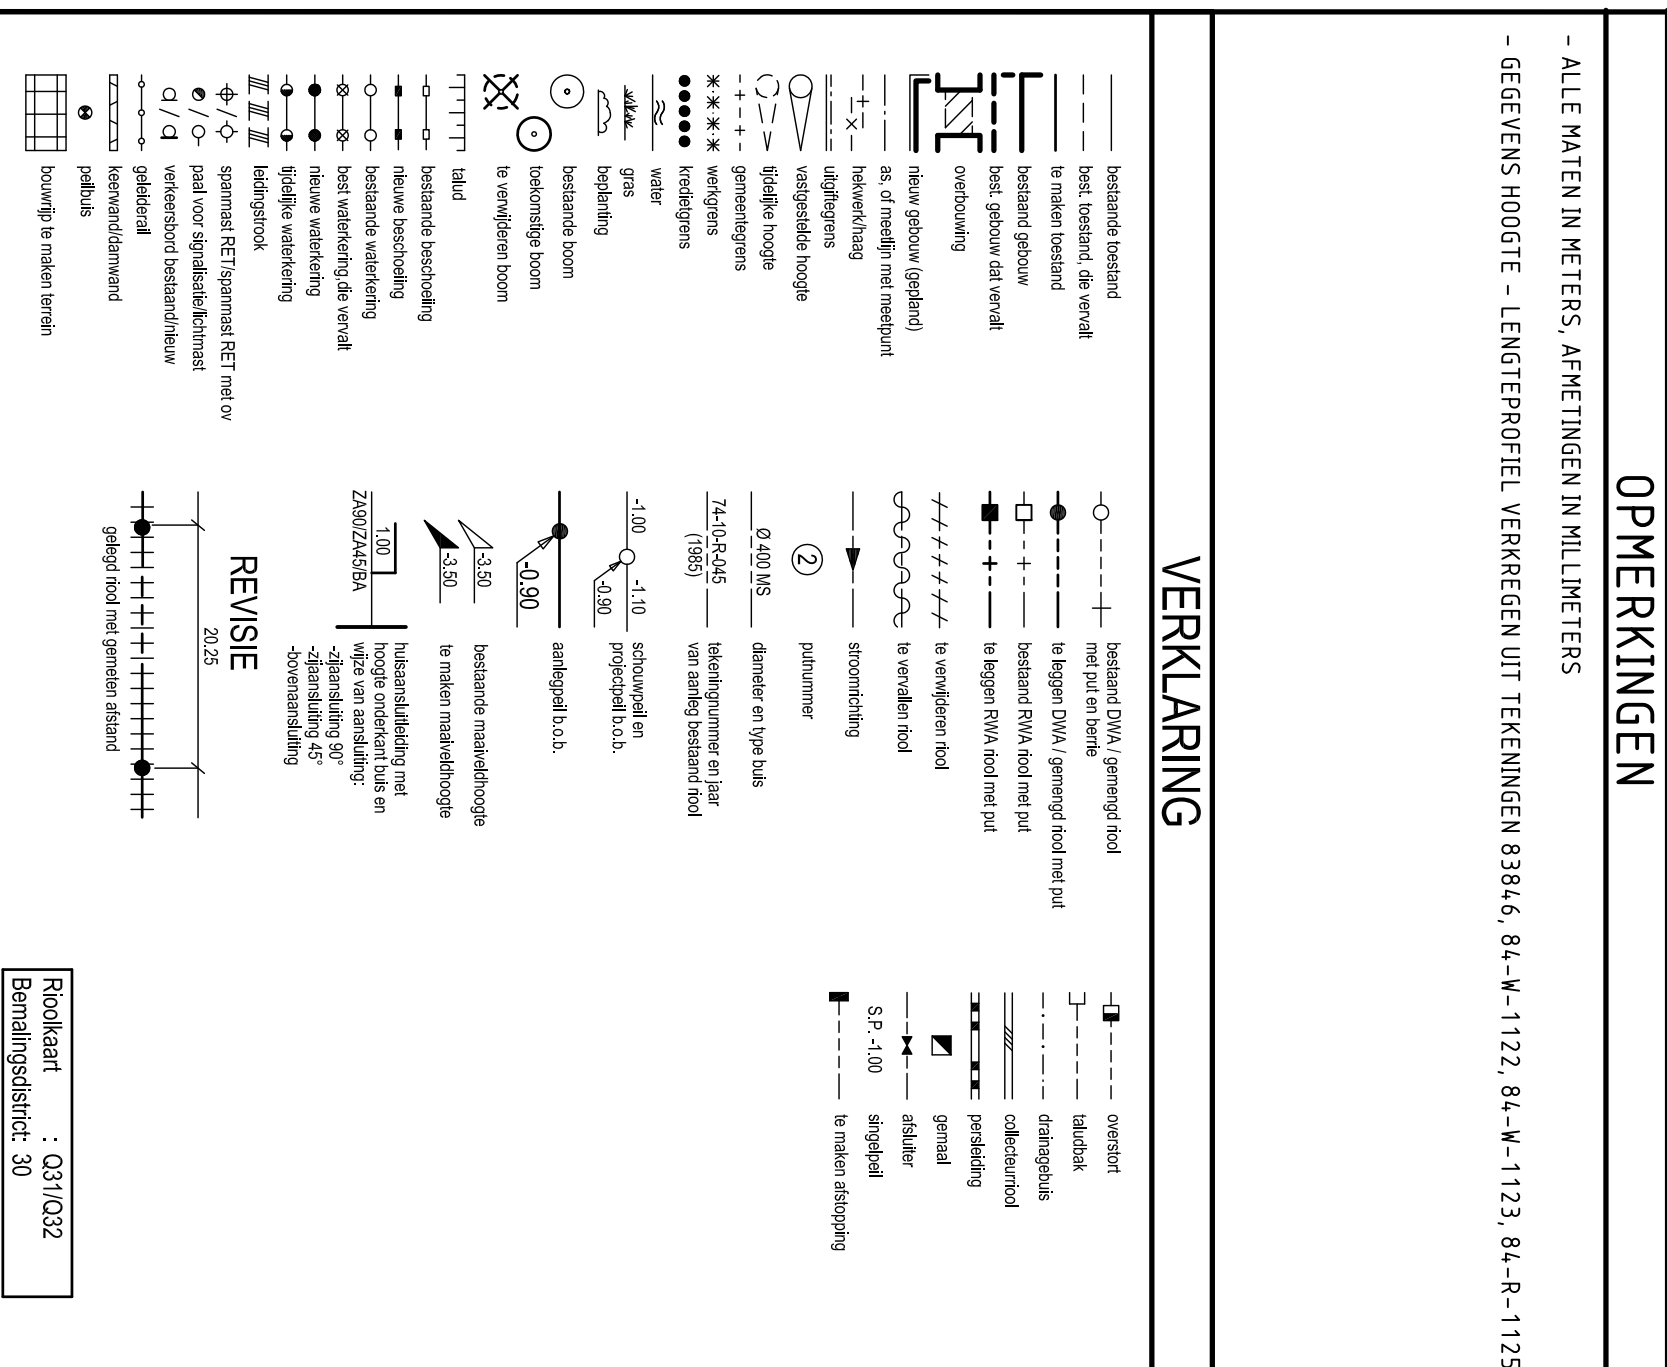 OPMERKINGEN
- ALLE MATEN IN METERS, AFMETINGEN IN MILLIMETERS
- GEGEVENS HOOGTE - LENGTEPROFIEL VERKREGEN UIT TEKENINGEN 83846, 84-W-1122, 84-W-1123, 84-R-1125
VERKLARING
bestaande toestand
best. toestand, die vervalt
te maken toestand
bestaand gebouw
best. gebouw dat vervalt
overbouwing
nieuw gebouw (gepland)
as, of meetlijn met meetpunt
hekwerk/haag
uitgiftegrens
vastgestelde hoogte
tijdelijke hoogte
gemeentegrens
werkgrens
kredietgrens
water
gras
beplanting
bestaande boom
toekomstige boom
te verwijderen boom
talud
bestaande beschoeiing
nieuwe beschoeiing
bestaande waterkering
best waterkering,die vervalt
nieuwe waterkering
tijdelijke waterkering
leidingstrook
spanmast RET/spanmast RET met ov
paal voor signalisatie/lichtmast
verkeersbord bestaand/nieuw
geleiderail
keerwand/damwand
peilbuis
bouwrijp te maken terrein
bestaand DWA / gemengd riool
met put en berrie
te leggen DWA / gemengd riool met put
bestaand RWA riool met put
te leggen RWA riool met put
te verwijderen riool
te vervallen riool
stroomrichting
2
putnummer
Ø 400 MS
diameter en type buis
74-10-R-045
(1985)
tekeningnummer en jaar
van aanleg bestaand riool
-1.00
-1.10
-0.90
schouwpeil en
projectpeil b.o.b.
-0.90
aanlegpeil b.o.b.
-3.50
bestaande maaiveldhoogte
-3.50
te maken maaiveldhoogte
1.00
ZA90/ZA45/BA
huisaansluitleiding met
hoogte onderkant buis en
wijze van aansluiting:
-zijaansluiting 90°
-zijaansluiting 45°
-bovenaansluiting
REVISIE
20.25
gelegd riool met gemeten afstand
overstort
taludbak
drainagebuis
collecteurriool
persleiding
gemaal
afsluiter
S.P. -1.00
singelpeil
te maken afstopping
Rioolkaart : Q31/Q32
Bemalingsdistrict: 30